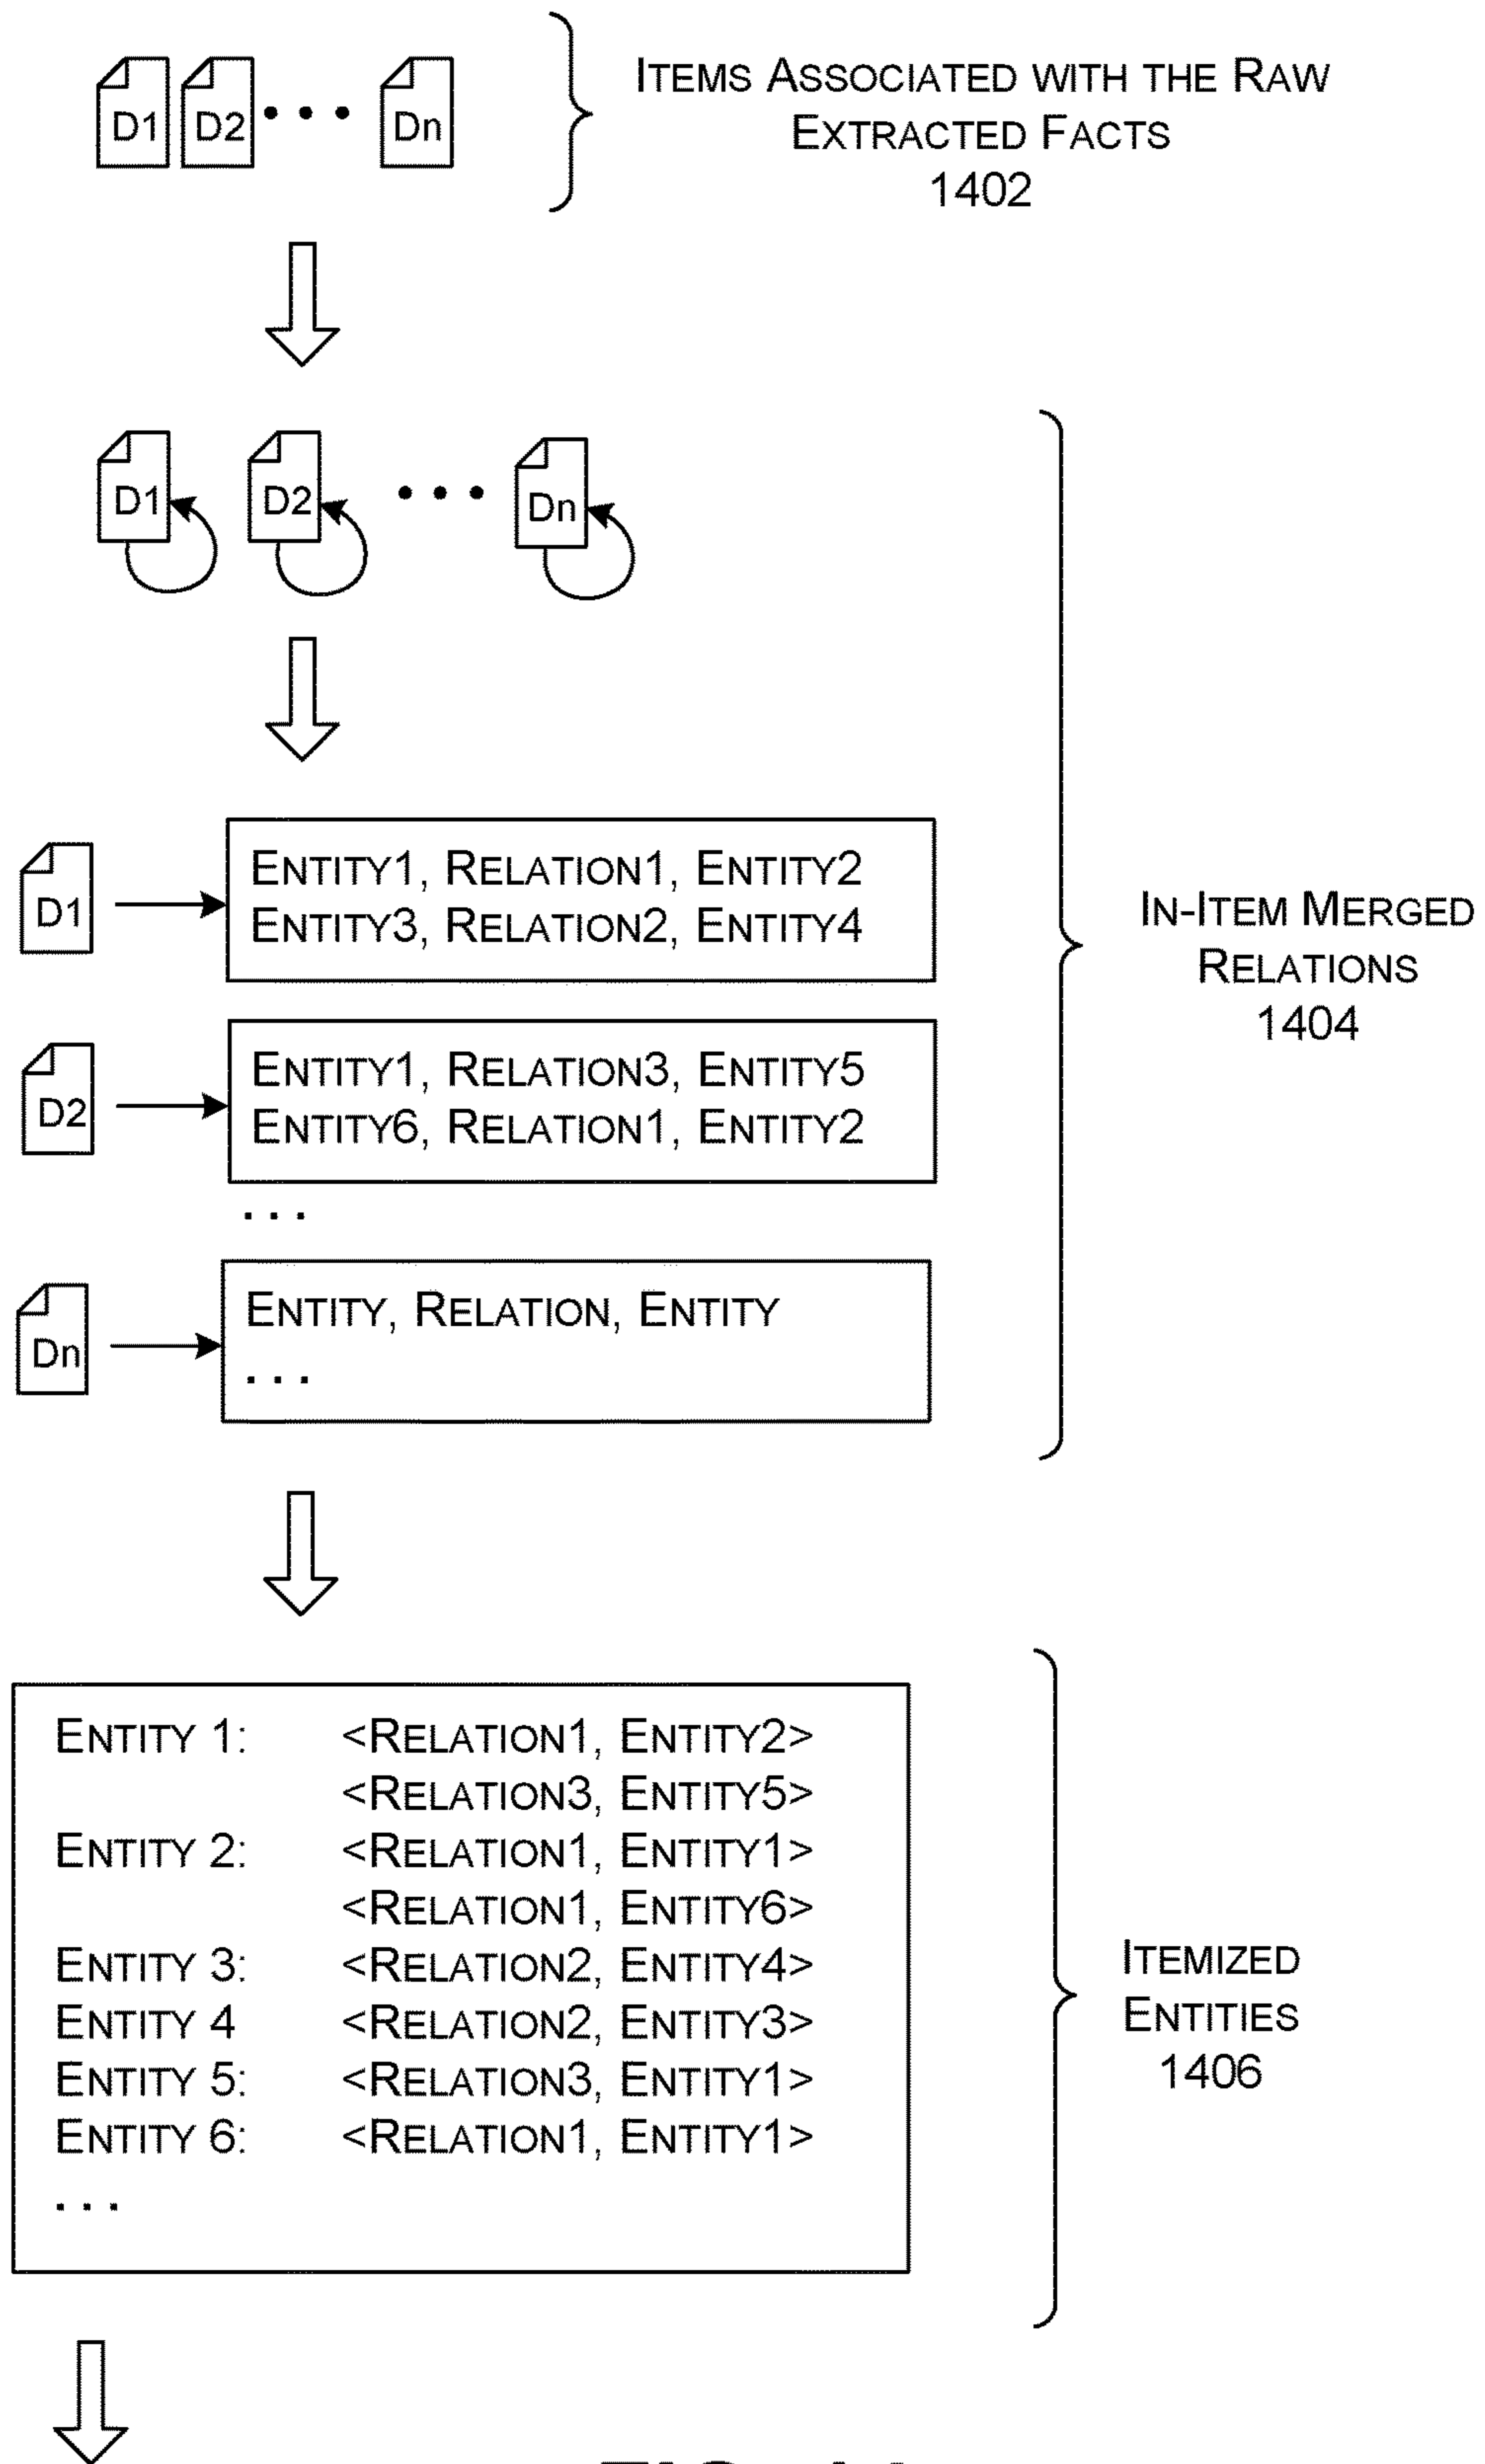 D1 D2 ... Dn
ITEMS ASSOCIATED WITH THE RAW
EXTRACTED FACTS
1402
D1 D2 ... Dn
D1
ENTITY1, RELATION1, ENTITY2
ENTITY3, RELATION2, ENTITY4
D2
ENTITY1, RELATION3, ENTITY5
ENTITY6, RELATION1, ENTITY2
...
Dn
ENTITY, RELATION, ENTITY
...
IN-ITEM MERGED
RELATIONS
1404
ENTITY 1: <RELATION1, ENTITY2>
<RELATION3, ENTITY5>
ENTITY 2: <RELATION1, ENTITY1>
<RELATION1, ENTITY6>
ENTITY 3: <RELATION2, ENTITY4>
ENTITY 4 <RELATION2, ENTITY3>
ENTITY 5: <RELATION3, ENTITY1>
ENTITY 6: <RELATION1, ENTITY1>
...
ITEMIZED
ENTITIES
1406